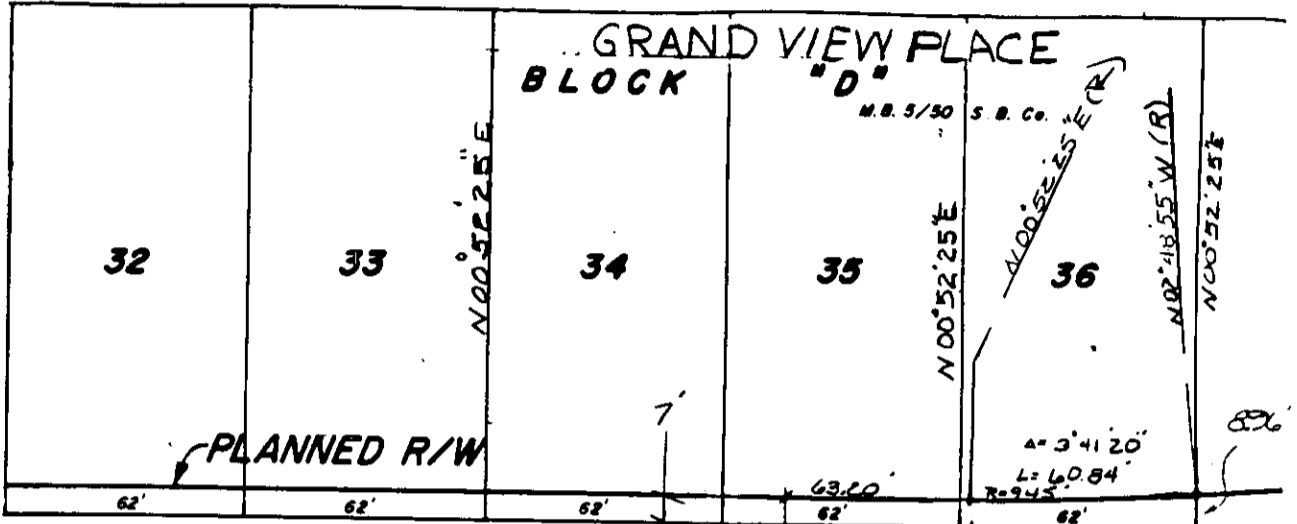 GRAND VIEW PLACE
BLOCK "D"
M.B. 5/50 S.B. Co.
N00°52'25"E
N00°52'25"E
N00°52'25"E (R)
N02°48'55"W (R)
N00°52'25"E
32
33
34
35
36
7'
PLANNED R/W
Δ=3°41'20"
L=60.84'
R=945'
63.20'
8.96'
62'
62'
62'
62'
62'